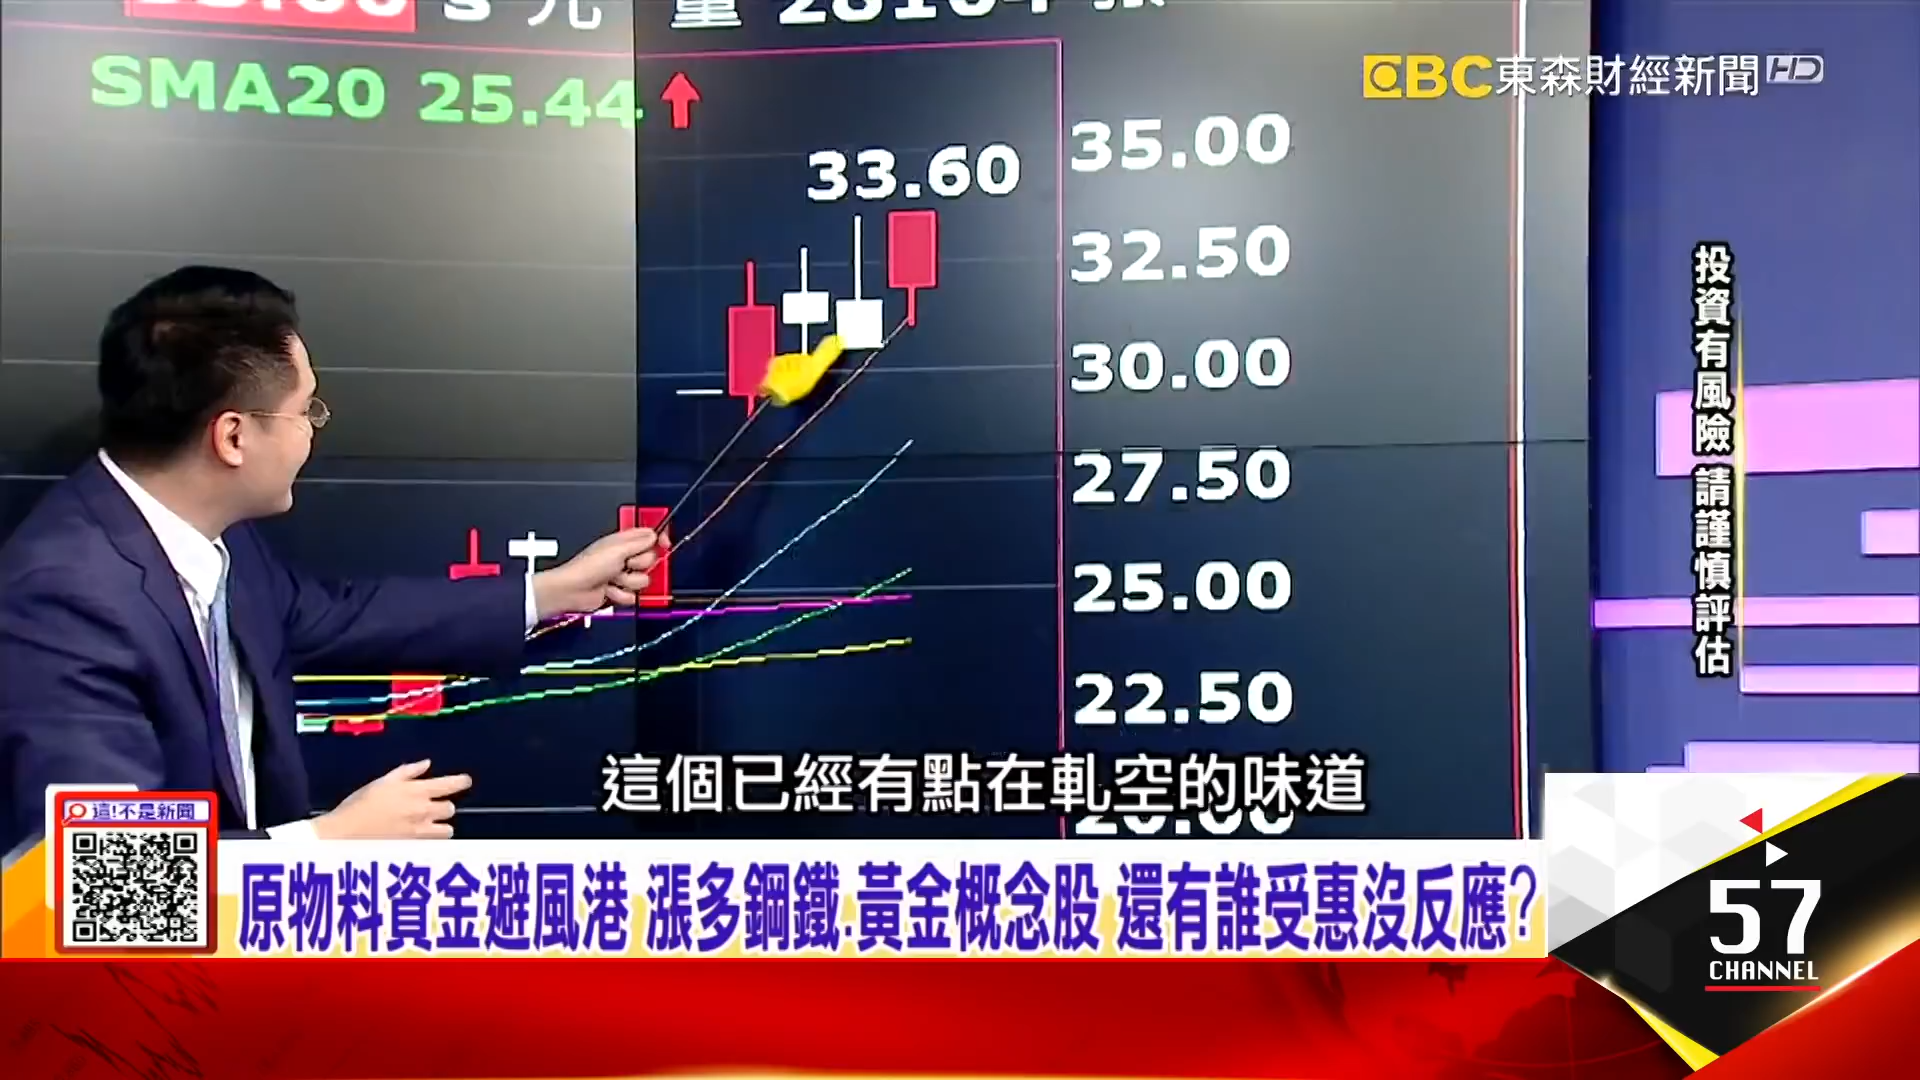 元 量
SMA20 25.44
EBC東森財經新聞HD
33.60
35.00
32.50
30.00
27.50
25.00
22.50
投資有風險 請謹慎評估
這個已經有點在軋空的味道
這!不是新聞
原物料資金避風港 漲多鋼鐵.黃金概念股 還有誰受惠沒反應?
57
CHANNEL